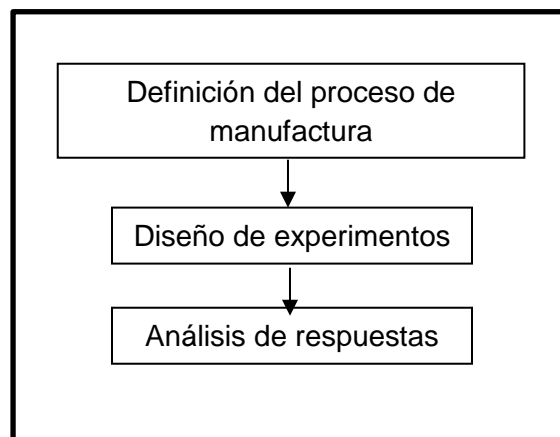 Definición del proceso de
manufactura
Diseño de experimentos
Análisis de respuestas